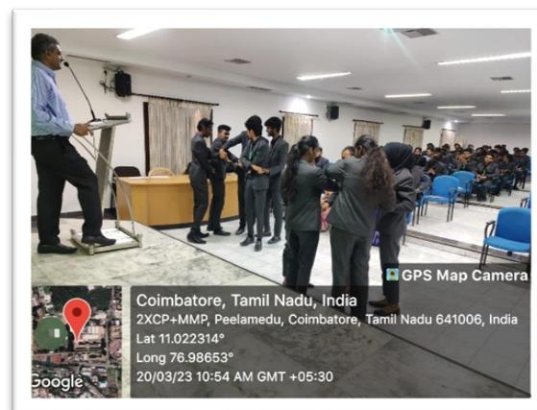 GPS Map Camera
Coimbatore, Tamil Nadu, India
2XCP+MMP, Peelamedu, Coimbatore, Tamil Nadu 641006, India
Lat 11.022314°
Long 76.98653°
20/03/23 10:54 AM GMT +05:30
Google